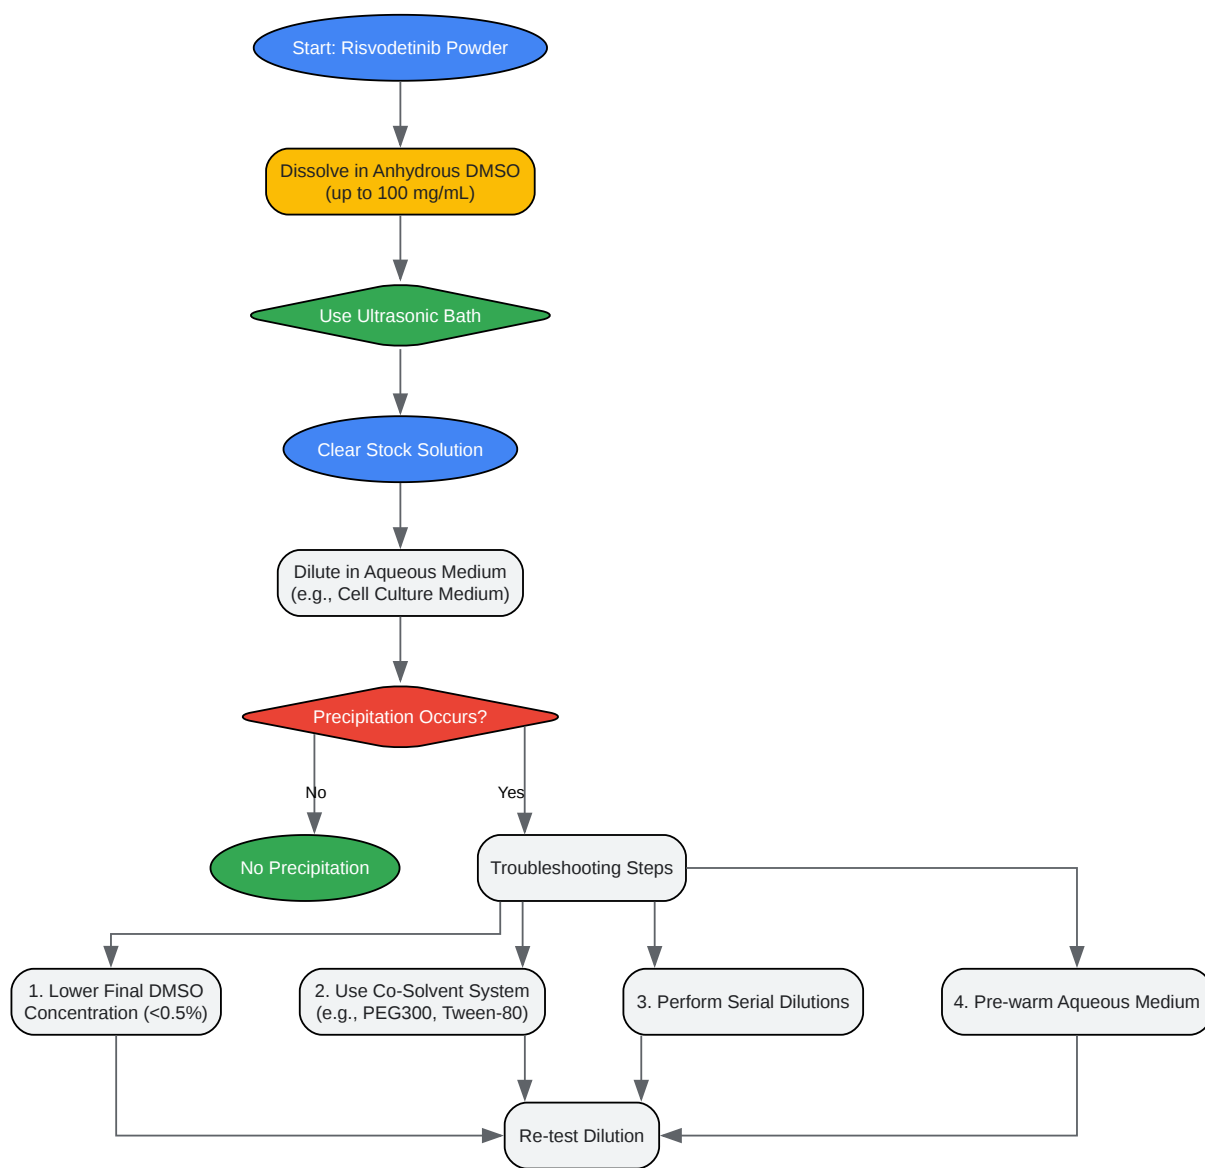 Start: Risvodetinib Powder
Dissolve in Anhydrous DMSO
(up to 100 mg/mL)
Use Ultrasonic Bath
Clear Stock Solution
Dilute in Aqueous Medium
(e.g., Cell Culture Medium)
Precipitation Occurs?
No
Yes
No Precipitation
Troubleshooting Steps
1. Lower Final DMSO
Concentration (<0.5%)
2. Use Co-Solvent System
(e.g., PEG300, Tween-80)
3. Perform Serial Dilutions
4. Pre-warm Aqueous Medium
Re-test Dilution